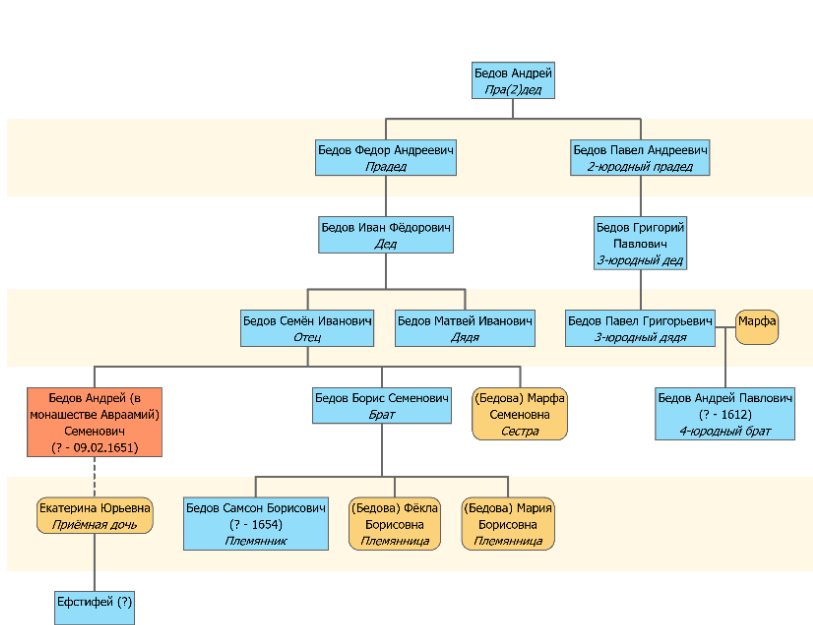 Бедов Андрей
Пра(2)дед
Бедов Федор Андреевич
Прадед
Бедов Павел Андреевич
2-юродный прадед
Бедов Иван Фёдорович
Дед
Бедов Григорий
Павлович
3-юродный дед
Бедов Семён Иванович
Отец
Бедов Матвей Иванович
Дядя
Бедов Павел Григорьевич
3-юродный дядя
Марфа
Бедов Андрей (в
монашестве Авраамий)
Семенович
(? - 09.02.1651)
Бедов Борис Семенович
Брат
(Бедова) Марфа
Семеновна
Сестра
Бедов Андрей Павлович
(? - 1612)
4-юродный брат
Екатерина Юрьевна
Приёмная дочь
Бедов Самсон Борисович
(? - 1654)
Племянник
(Бедова) Фёкла
Борисовна
Племянница
(Бедова) Мария
Борисовна
Племянница
Ефстифей (?)